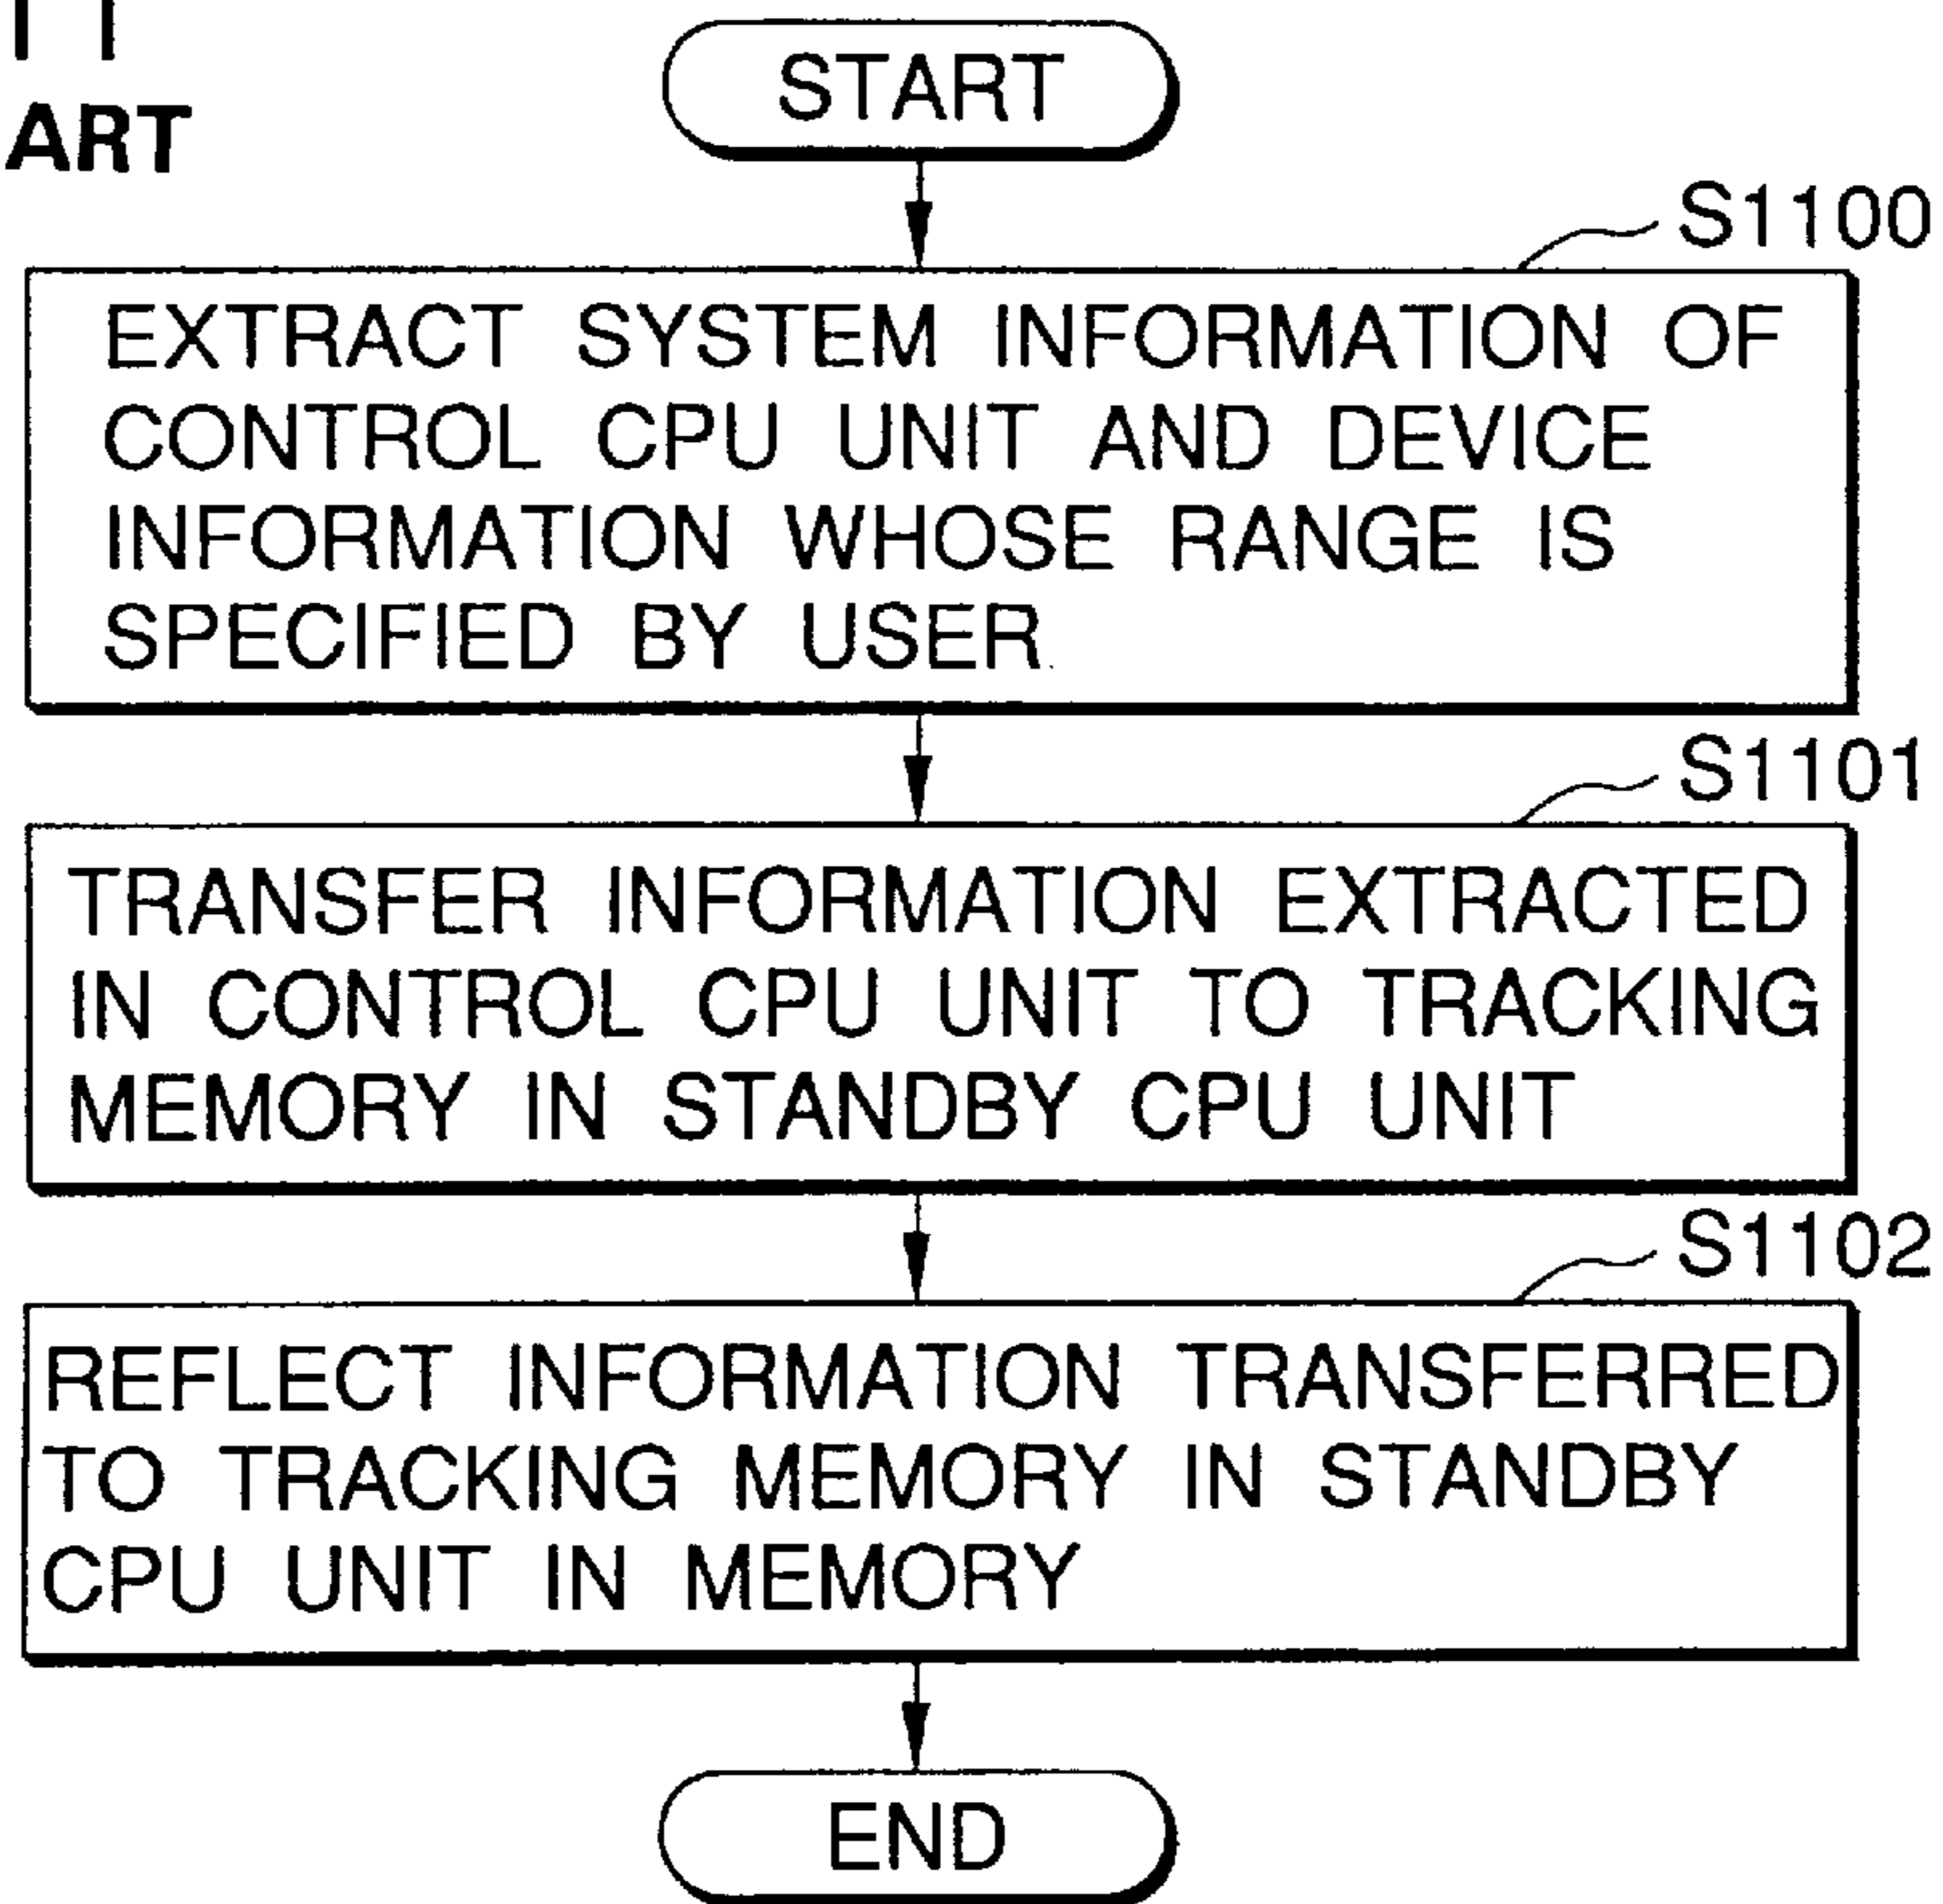 ART
START
S1100
EXTRACT SYSTEM INFORMATION OF
CONTROL CPU UNIT AND DEVICE
INFORMATION WHOSE RANGE IS
SPECIFIED BY USER.
S1101
TRANSFER INFORMATION EXTRACTED
IN CONTROL CPU UNIT TO TRACKING
MEMORY IN STANDBY CPU UNIT
S1102
REFLECT INFORMATION TRANSFERRED
TO TRACKING MEMORY IN STANDBY
CPU UNIT IN MEMORY
END